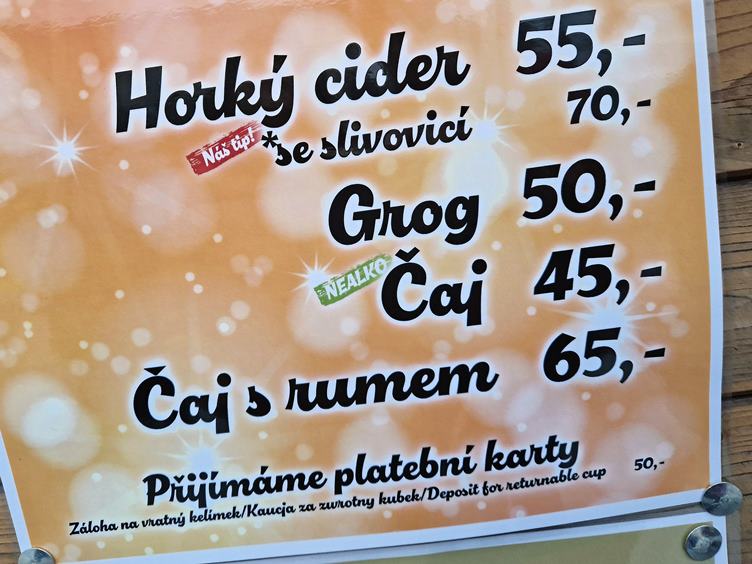 Horký cider 55,-
Náš tip! *se slivovicí 70,-
Grog 50,-
NEALKO Čaj 45,-
Čaj s rumem 65,-
Přijímáme platební karty
Záloha na vratný kelímek/Kaucja za zwrotny kubek/Deposit for returnable cup 50,-